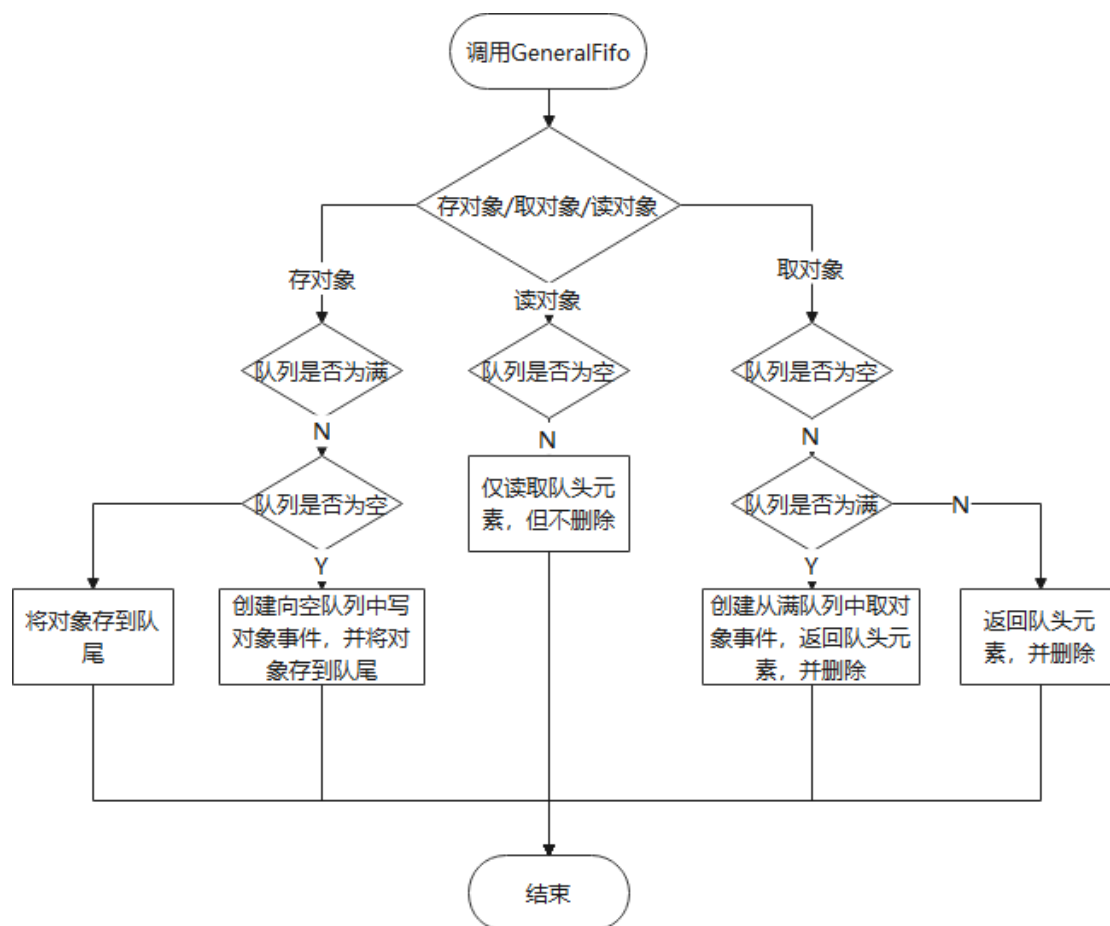 调用GeneralFifo
存对象/取对象/读对象
存对象
读对象
取对象
队列是否为满
队列是否为空
队列是否为空
N
N
N
队列是否为空
仅读取队头元
素，但不删除
队列是否为满
N
Y
Y
将对象存到队
尾
创建向空队列中写
对象事件，并将对
象存到队尾
创建从满队列中取对
象事件，返回队头元
素，并删除
返回队头元
素，并删除
结束